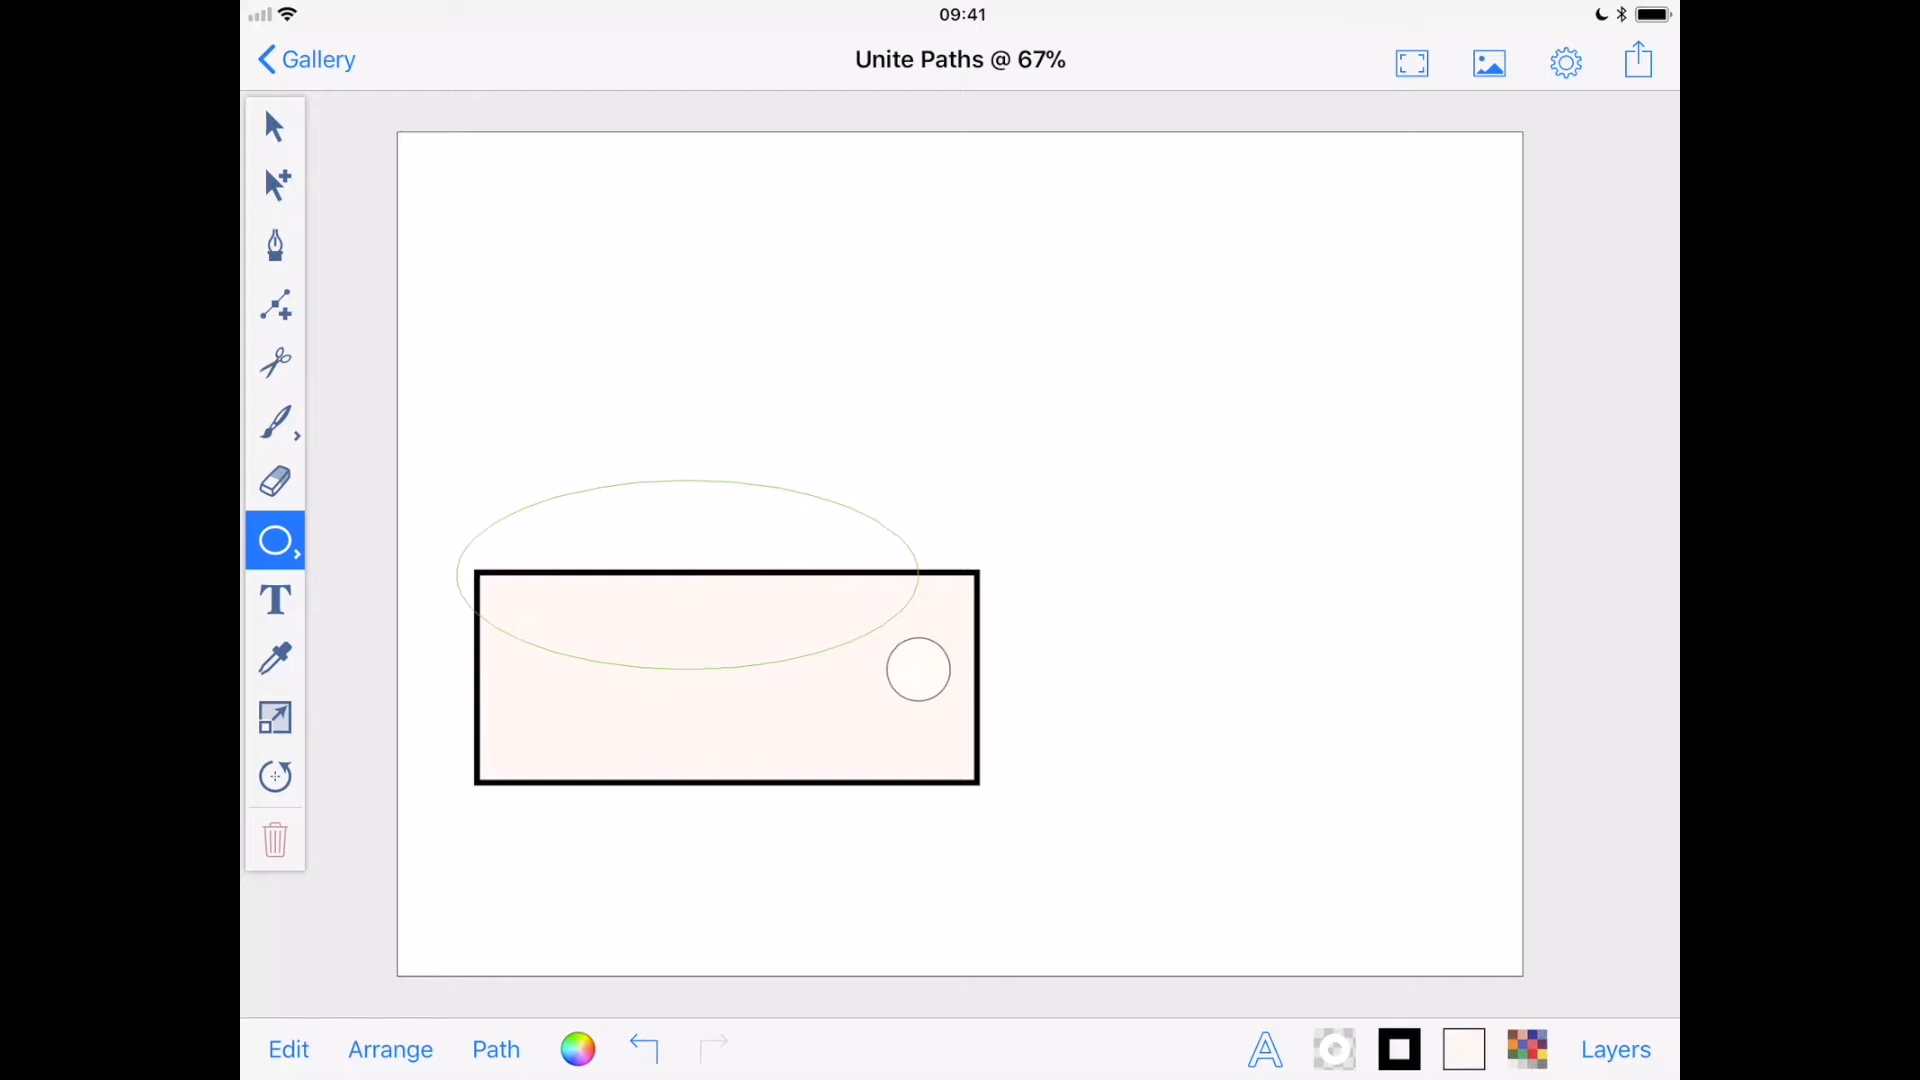 09:41
Gallery
Unite Paths @ 67%
T
Edit
Arrange
Path
A
Layers